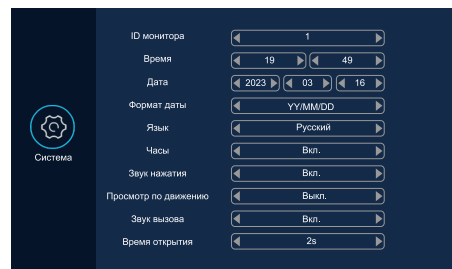 ID монитора 1
Время 19 49
Дата 2023 03 16
Формат даты YY/MM/DD
Язык Русский
Часы Вкл.
Система
Звук нажатия Вкл.
Просмотр по движению Выкл.
Звук вызова Вкл.
Время открытия 2s